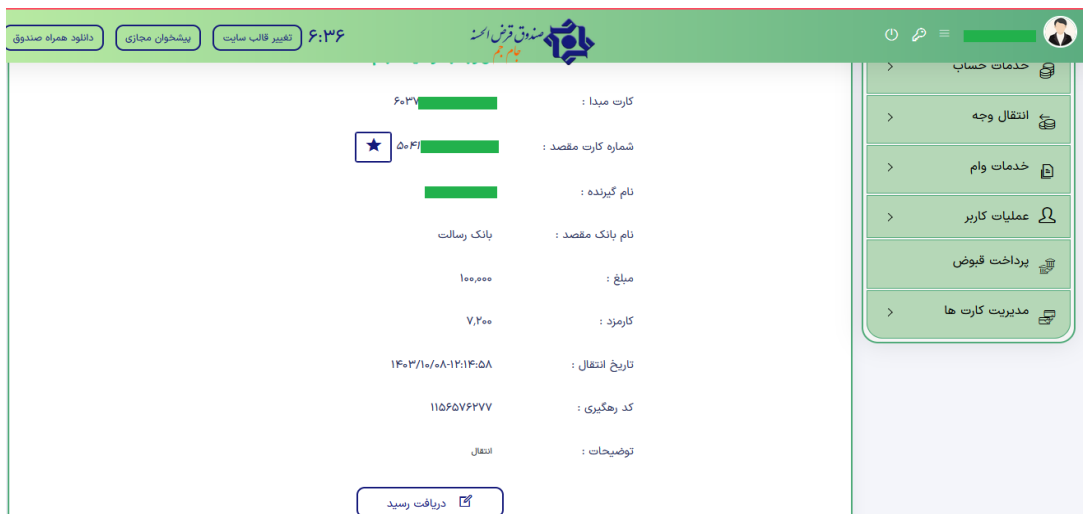 صندوق قرض الحسنه
جام جم
۶:۳۶
تغییر قالب سایت
پیشخوان مجازی
دانلود همراه صندوق
خدمات حساب
انتقال وجه
خدمات وام
عملیات کاربر
پرداخت قبوض
مدیریت کارت ها
کارت مبدا : ۶۰۳۷
شماره کارت مقصد : ۵۰۴۱
نام گیرنده :
نام بانک مقصد : بانک رسالت
مبلغ : ۱۰۰,۰۰۰
کارمزد : ۷,۲۰۰
تاریخ انتقال : ۱۴۰۳/۱۰/۰۸-۱۲:۱۴:۵۸
کد رهگیری : ۱۱۵۶۵۷۶۲۷۷
توضیحات : انتقال
دریافت رسید